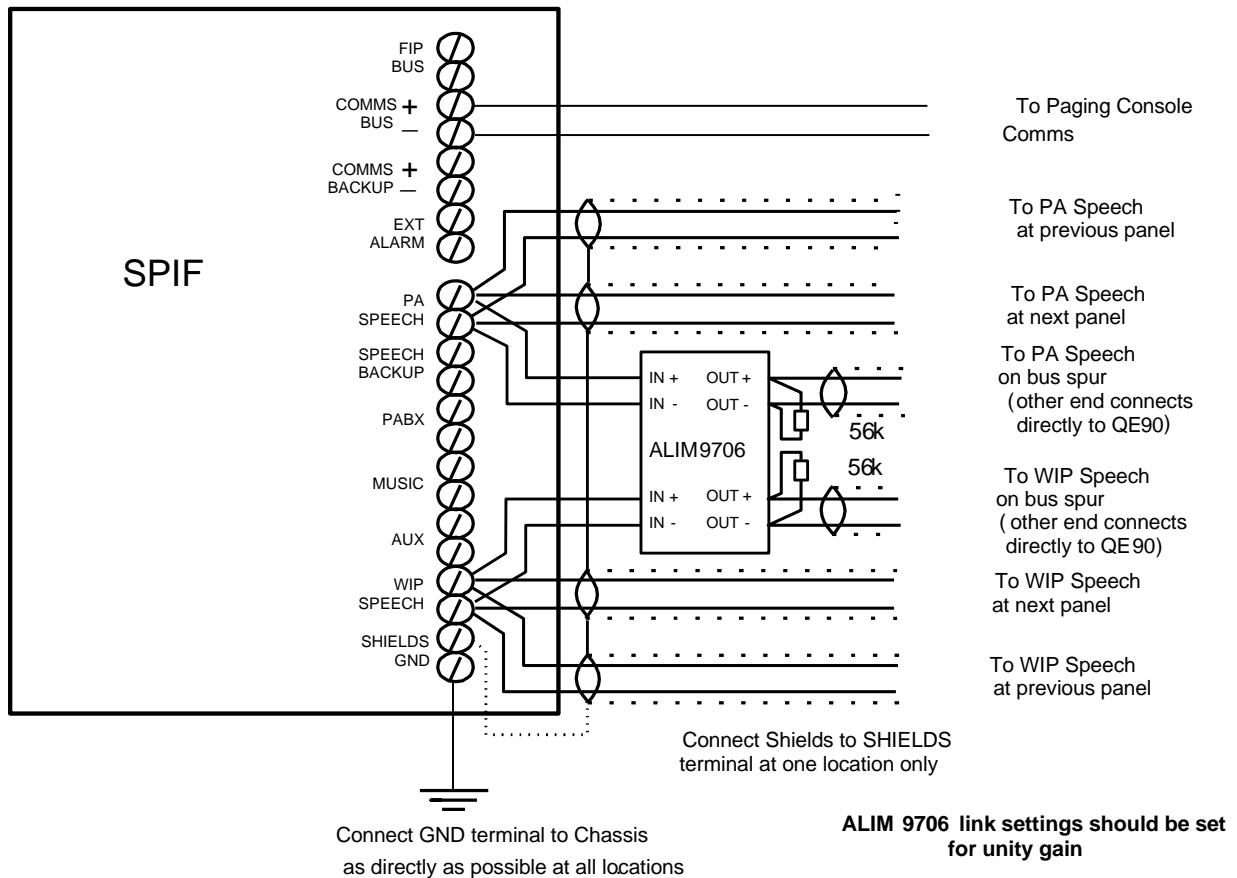 FIP
BUS
COMMS +
BUS –
COMMS +
BACKUP –
EXT
ALARM
SPIF
PA
SPEECH
SPEECH
BACKUP
PABX
MUSIC
AUX
WIP
SPEECH
SHIELDS
GND
To Paging Console
Comms
To PA Speech
at previous panel
To PA Speech
at next panel
To PA Speech
on bus spur
(other end connects
directly to QE90)
IN + OUT +
IN - OUT -
ALIM9706
IN + OUT +
IN - OUT -
56k
56k
To WIP Speech
on bus spur
( other end connects
directly to QE90)
To WIP Speech
at next panel
To WIP Speech
at previous panel
Connect Shields to SHIELDS
terminal at one location only
Connect GND terminal to Chassis
as directly as possible at all locations
ALIM 9706 link settings should be set
for unity gain